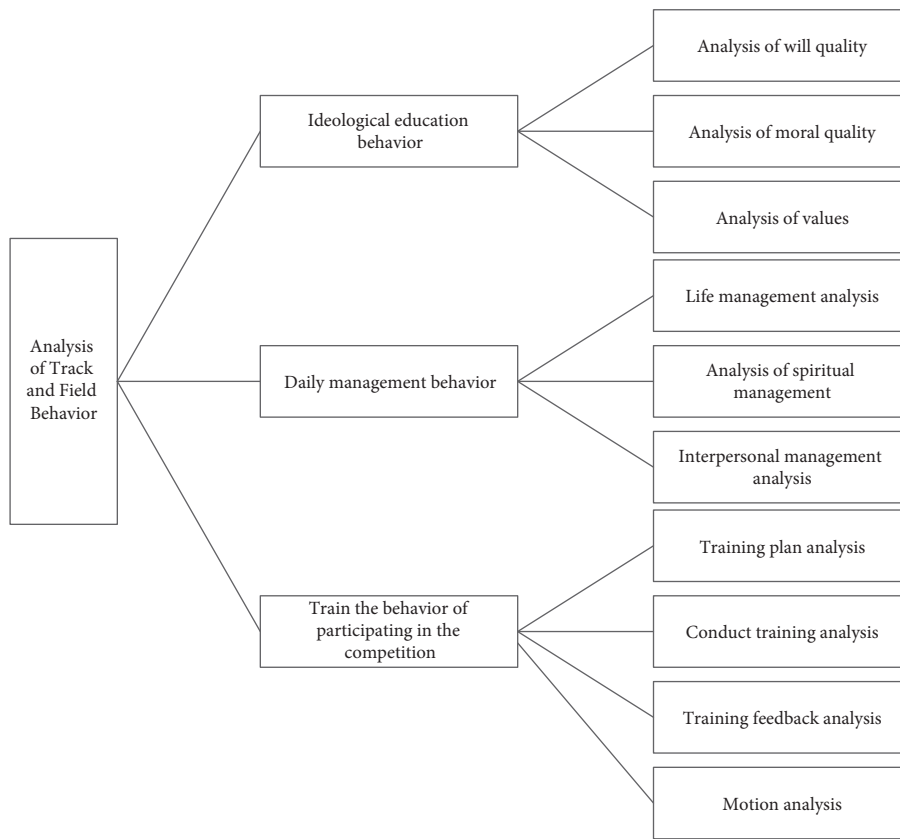 Analysis
of Track
and Field
Behavior
Ideological education
behavior
Daily management behavior
Train the behavior of
participating in the
competition
Analysis of will quality
Analysis of moral quality
Analysis of values
Life management analysis
Analysis of spiritual
management
Interpersonal management
analysis
Training plan analysis
Conduct training analysis
Training feedback analysis
Motion analysis